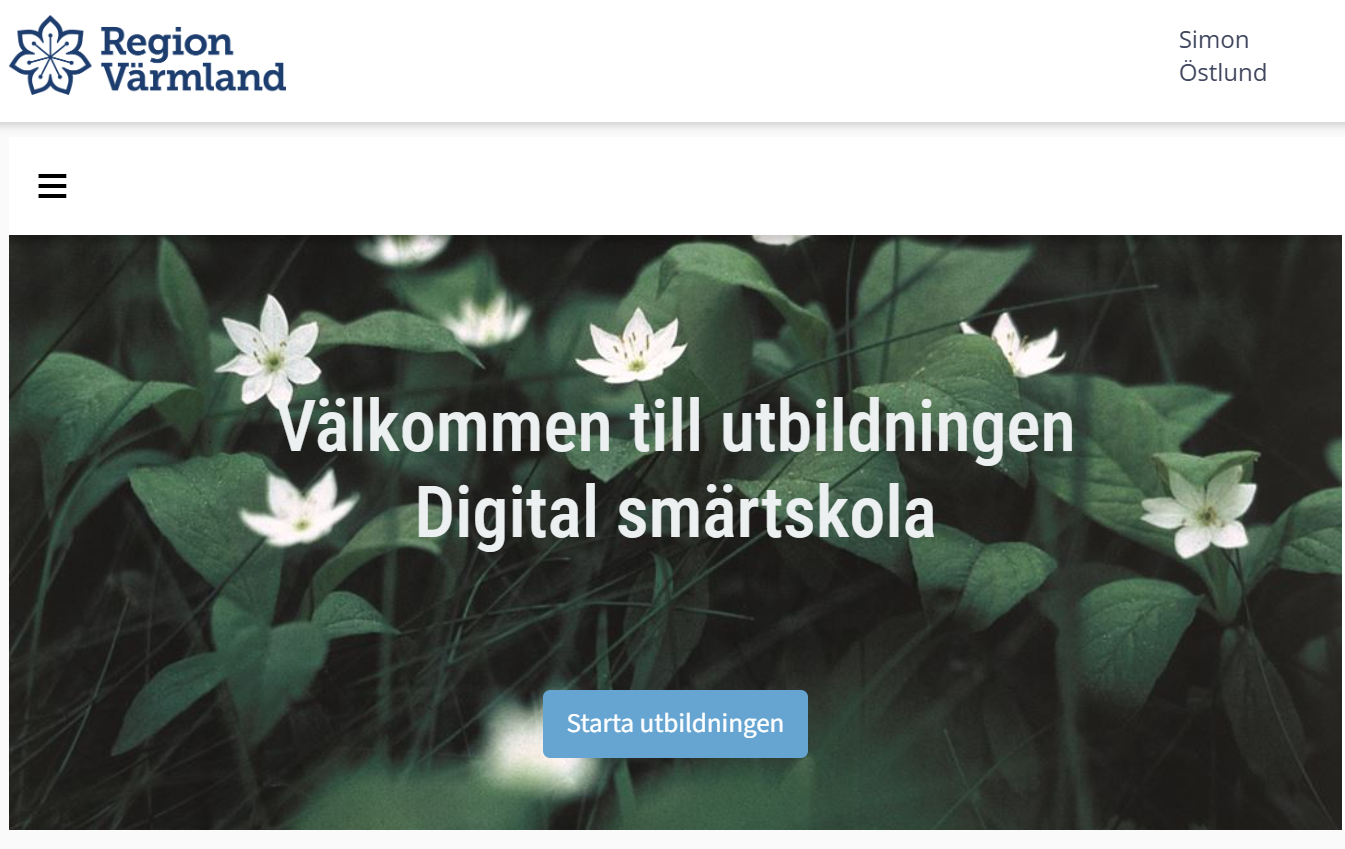 Region
Värmland
Simon
Östlund
Välkommen till utbildningen
Digital smärtskola
Starta utbildningen